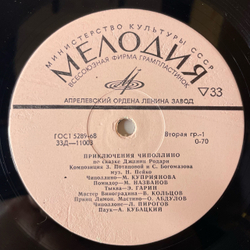 МИНИСТЕРСТВО КУЛЬТУРЫ СССР
МЕЛОДИЯ
ВСЕСОЮЗНАЯ ФИРМА ГРАМПЛАСТИНОК
33
АПРЕЛЕВСКИЙ ОРДЕНА ЛЕНИНА ЗАВОД
ГОСТ 5289-68
33Д—11003
Вторая гр.-1
0-70
ПРИКЛЮЧЕНИЯ ЧИПОЛЛИНО
по сказке Джанни Родари
Композиция З. Потаповой и С. Богомазова
муз. Н. Пейко
Чиполлино— М. КУПРИЯНОВА
Помидор— М. НАЗВАНОВ
Тыква— Э. ГАРИН
Мастер Виноградинка— В. КОЛЬЦОВ
Принц Лимон, Мастино— О. АБДУЛОВ
Чиполлоне— Л. ПИРОГОВ
Паук— А. КУБАЦКИЙ